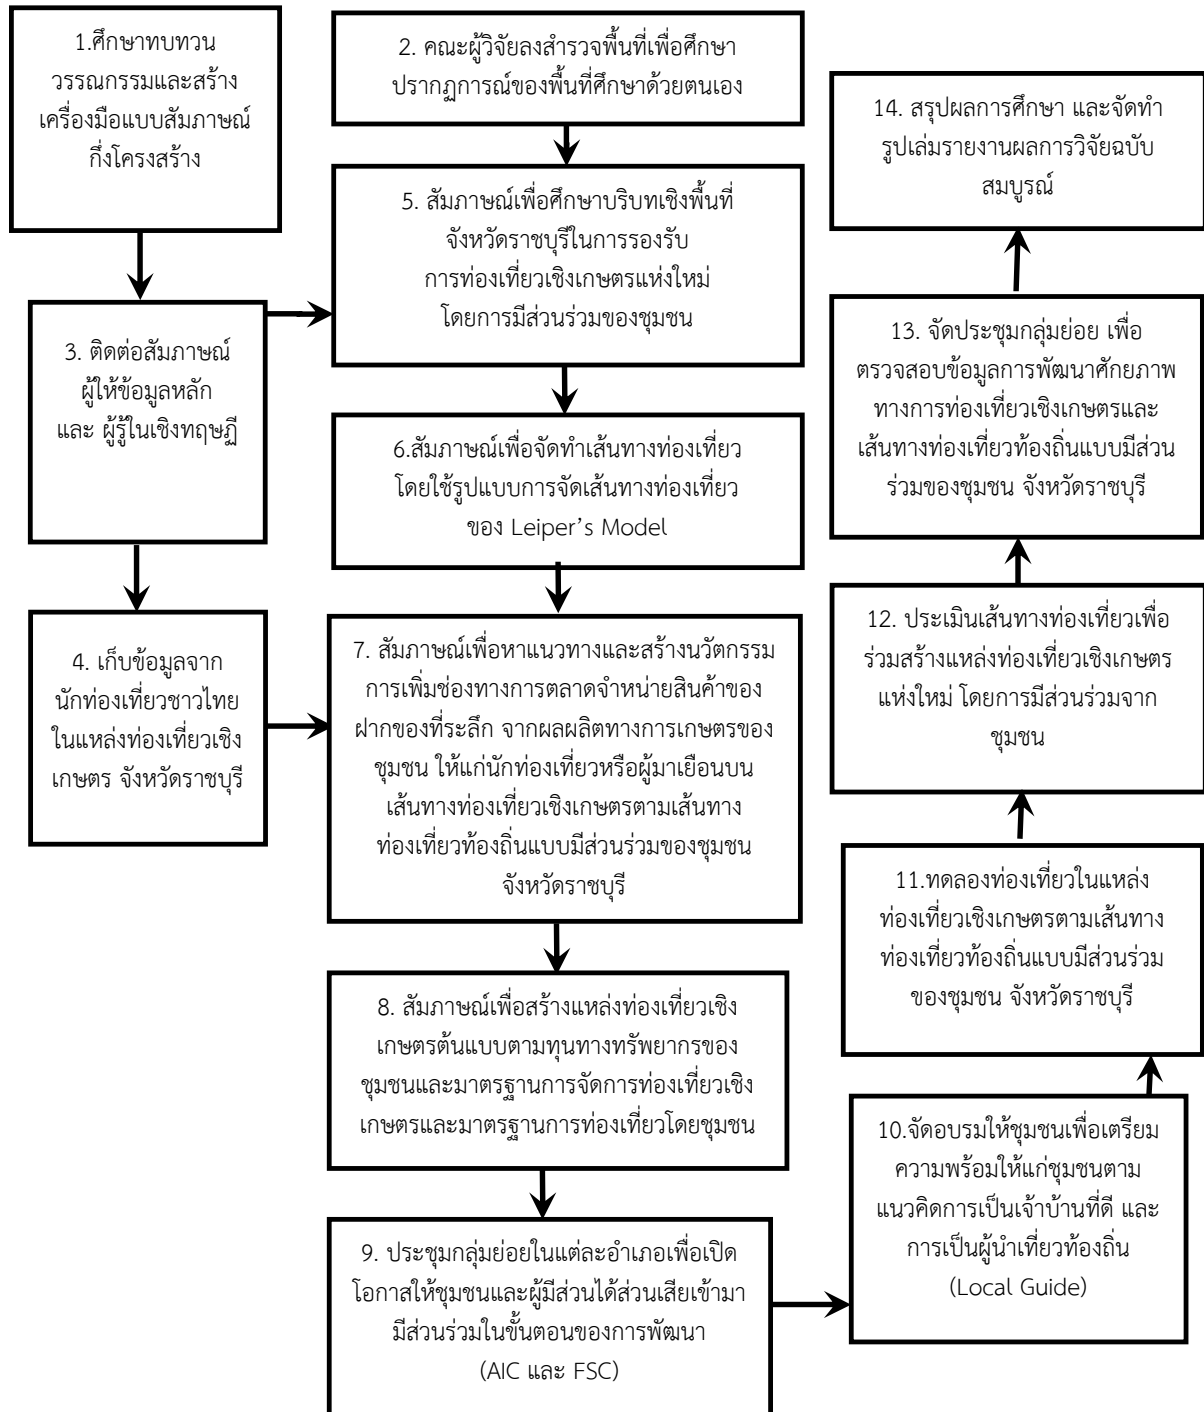 1.ศึกษาทบทวน
วรรณกรรมและสร้าง
เครื่องมือแบบสัมภาษณ์
กึ่งโครงสร้าง
2. คณะผู้วิจัยลงสำรวจพื้นที่เพื่อศึกษา
ปรากฏการณ์ของพื้นที่ศึกษาด้วยตนเอง
3. ติดต่อสัมภาษณ์
ผู้ให้ข้อมูลหลัก
และ ผู้รู้ในเชิงทฤษฎี
4. เก็บข้อมูลจาก
นักท่องเที่ยวชาวไทย
ในแหล่งท่องเที่ยวเชิง
เกษตร จังหวัดราชบุรี
5. สัมภาษณ์เพื่อศึกษาบริบทเชิงพื้นที่
จังหวัดราชบุรีในการรองรับ
การท่องเที่ยวเชิงเกษตรแห่งใหม่
โดยการมีส่วนร่วมของชุมชน
6.สัมภาษณ์เพื่อจัดทำเส้นทางท่องเที่ยว
โดยใช้รูปแบบการจัดเส้นทางท่องเที่ยว
ของ Leiper’s Model
7. สัมภาษณ์เพื่อหาแนวทางและสร้างนวัตกรรม
การเพิ่มช่องทางการตลาดจำหน่ายสินค้าของ
ฝากของที่ระลึก จากผลผลิตทางการเกษตรของ
ชุมชน ให้แก่นักท่องเที่ยวหรือผู้มาเยือนบน
เส้นทางท่องเที่ยวเชิงเกษตรตามเส้นทาง
ท่องเที่ยวท้องถิ่นแบบมีส่วนร่วมของชุมชน
จังหวัดราชบุรี
8. สัมภาษณ์เพื่อสร้างแหล่งท่องเที่ยวเชิง
เกษตรต้นแบบตามทุนทางทรัพยากรของ
ชุมชนและมาตรฐานการจัดการท่องเที่ยวเชิง
เกษตรและมาตรฐานการท่องเที่ยวโดยชุมชน
9. ประชุมกลุ่มย่อยในแต่ละอำเภอเพื่อเปิด
โอกาสให้ชุมชนและผู้มีส่วนได้ส่วนเสียเข้ามา
มีส่วนร่วมในขั้นตอนของการพัฒนา
(AIC และ FSC)
10.จัดอบรมให้ชุมชนเพื่อเตรียม
ความพร้อมให้แก่ชุมชนตาม
แนวคิดการเป็นเจ้าบ้านที่ดี และ
การเป็นผู้นำเที่ยวท้องถิ่น
(Local Guide)
11.ทดลองท่องเที่ยวในแหล่ง
ท่องเที่ยวเชิงเกษตรตามเส้นทาง
ท่องเที่ยวท้องถิ่นแบบมีส่วนร่วม
ของชุมชน จังหวัดราชบุรี
12. ประเมินเส้นทางท่องเที่ยวเพื่อ
ร่วมสร้างแหล่งท่องเที่ยวเชิงเกษตร
แห่งใหม่ โดยการมีส่วนร่วมจาก
ชุมชน
13. จัดประชุมกลุ่มย่อย เพื่อ
ตรวจสอบข้อมูลการพัฒนาศักยภาพ
ทางการท่องเที่ยวเชิงเกษตรและ
เส้นทางท่องเที่ยวท้องถิ่นแบบมีส่วน
ร่วมของชุมชน จังหวัดราชบุรี
14. สรุปผลการศึกษา และจัดทำ
รูปเล่มรายงานผลการวิจัยฉบับ
สมบูรณ์